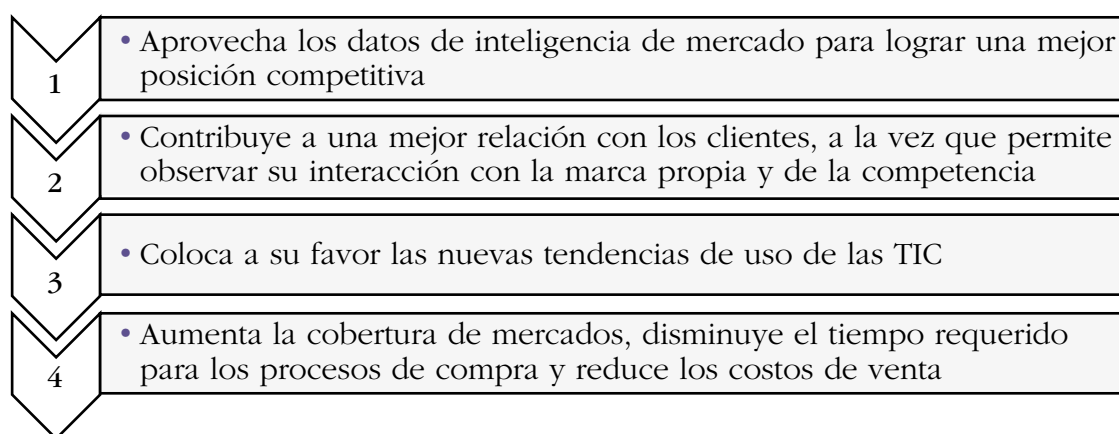 1
• Aprovecha los datos de inteligencia de mercado para lograr una mejor
posición competitiva
2
• Contribuye a una mejor relación con los clientes, a la vez que permite
observar su interacción con la marca propia y de la competencia
3
• Coloca a su favor las nuevas tendencias de uso de las TIC
4
• Aumenta la cobertura de mercados, disminuye el tiempo requerido
para los procesos de compra y reduce los costos de venta